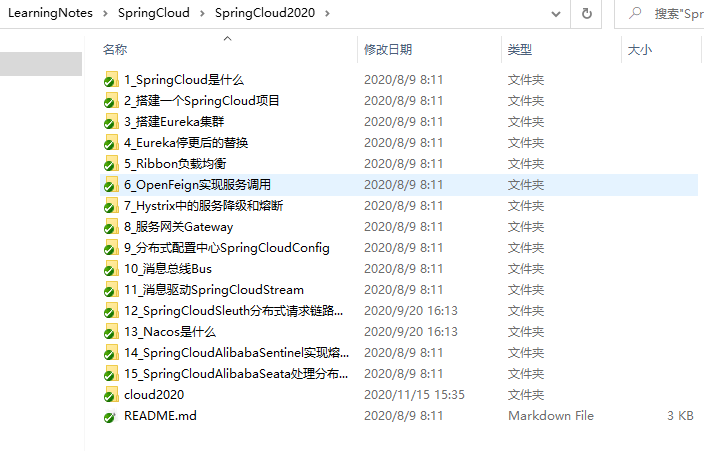 LearningNotes > SpringCloud > SpringCloud2020 > 搜索"Spr
名称 修改日期 类型 大小
1_SpringCloud是什么 2020/8/9 8:11 文件夹
2_搭建一个SpringCloud项目 2020/8/9 8:11 文件夹
3_搭建Eureka集群 2020/8/9 8:11 文件夹
4_Eureka停更后的替换 2020/8/9 8:11 文件夹
5_Ribbon负载均衡 2020/8/9 8:11 文件夹
6_OpenFeign实现服务调用 2020/8/9 8:11 文件夹
7_Hystrix中的服务降级和熔断 2020/8/9 8:11 文件夹
8_服务网关Gateway 2020/8/9 8:11 文件夹
9_分布式配置中心SpringCloudConfig 2020/8/9 8:11 文件夹
10_消息总线Bus 2020/8/9 8:11 文件夹
11_消息驱动SpringCloudStream 2020/8/9 8:11 文件夹
12_SpringCloudSleuth分布式请求链路... 2020/9/20 16:13 文件夹
13_Nacos是什么 2020/9/20 16:13 文件夹
14_SpringCloudAlibabaSentinel实现熔... 2020/8/9 8:11 文件夹
15_SpringCloudAlibabaSeata处理分布... 2020/8/9 8:11 文件夹
cloud2020 2020/11/15 15:35 文件夹
README.md 2020/8/9 8:11 Markdown File 3 KB